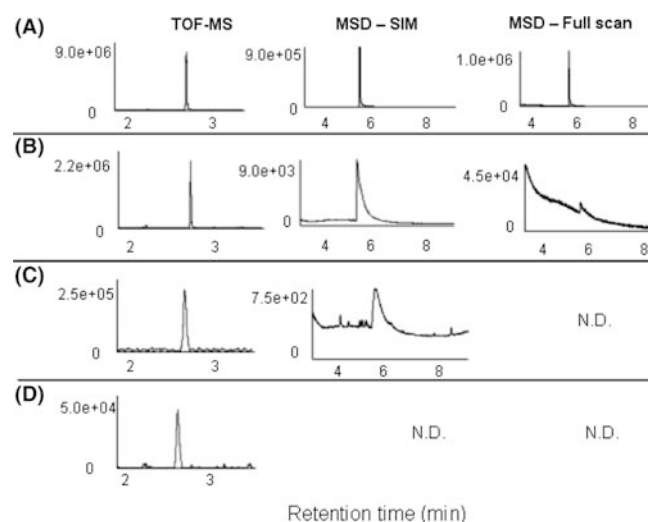 (A) TOF-MS MSD – SIM MSD – Full scan
9.0e+06 9.0e+05 1.0e+06
0 0 0
2 3 4 6 8 4 6 8
(B)
2.2e+06 9.0e+03 4.5e+04
0 0 0
2 3 4 6 8 4 6 8
(C)
2.5e+05 7.5e+02 N.D.
0 0
2 3 4 6 8
(D)
5.0e+04 N.D. N.D.
0
2 3
Retention time (min)